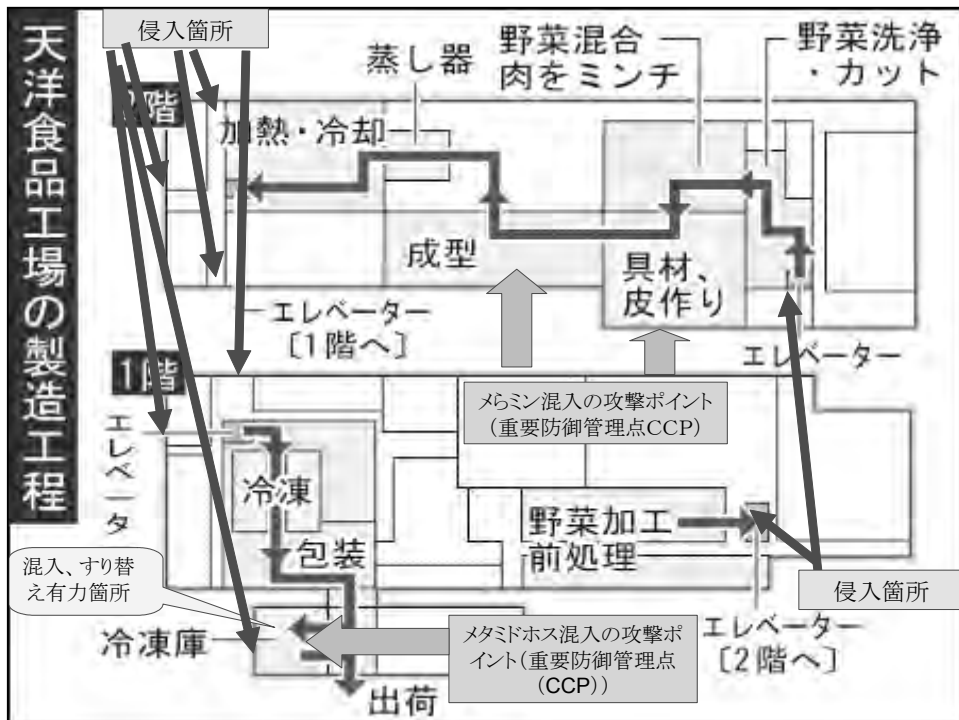 天洋食品工場の製造工程
侵入箇所
蒸し器
野菜混合
肉をミンチ
野菜洗浄
・カット
階
加熱・冷却
成型
具材、
皮作り
エレベーター
〔1階へ〕
エレベーター
1階
メらミン混入の攻撃ポイント
(重要防御管理点CCP)
エレベータ
冷凍
包装
野菜加工
前処理
混入、すり替
え有力箇所
侵入箇所
冷凍庫
メタミドホス混入の攻撃ポ
イント(重要防御管理点
(CCP))
エレベーター
〔2階へ〕
出荷